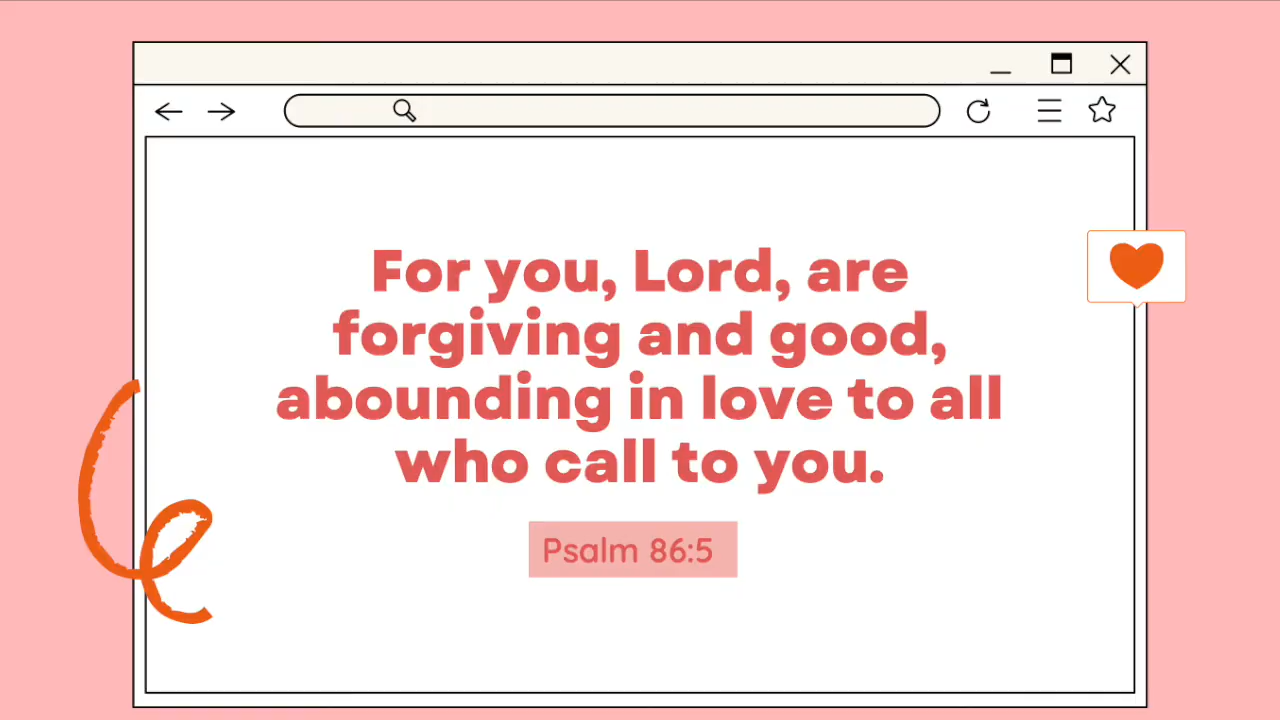 For you, Lord, are
forgiving and good,
abounding in love to all
who call to you.
Psalm 86:5